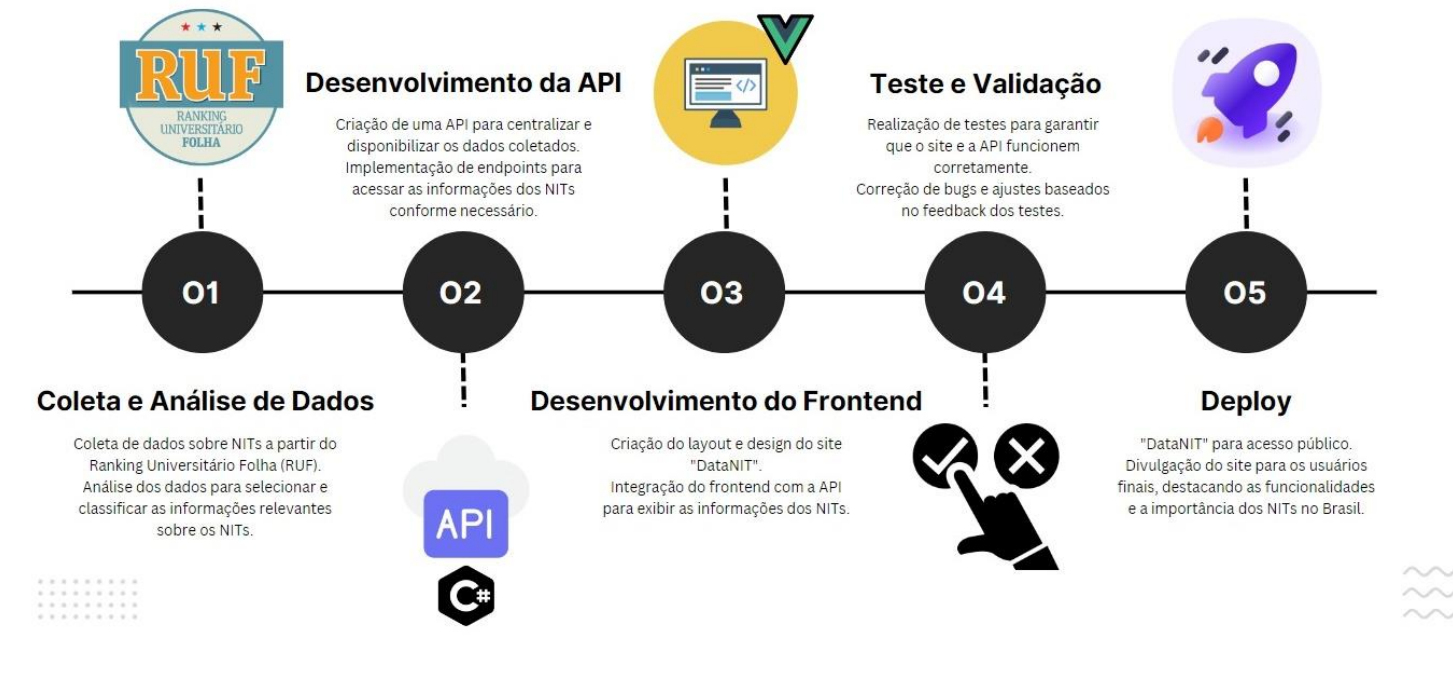 RUF
RANKING
UNIVERSITÁRIO
FOLHA
01
Coleta e Análise de Dados
Coleta de dados sobre NITs a partir do
Ranking Universitário Folha (RUF).
Análise dos dados para selecionar e
classificar as informações relevantes
sobre os NITs.
Desenvolvimento da API
Criação de uma API para centralizar e
disponibilizar os dados coletados.
Implementação de endpoints para
acessar as informações dos NITs
conforme necessário.
02
API
C#
</>
03
Desenvolvimento do Frontend
Criação do layout e design do site
"DataNIT".
Integração do frontend com a API
para exibir as informações dos NITs.
Teste e Validação
Realização de testes para garantir
que o site e a API funcionem
corretamente.
Correção de bugs e ajustes baseados
no feedback dos testes.
04
05
Deploy
"DataNIT" para acesso público.
Divulgação do site para os usuários
finais, destacando as funcionalidades
e a importância dos NITs no Brasil.